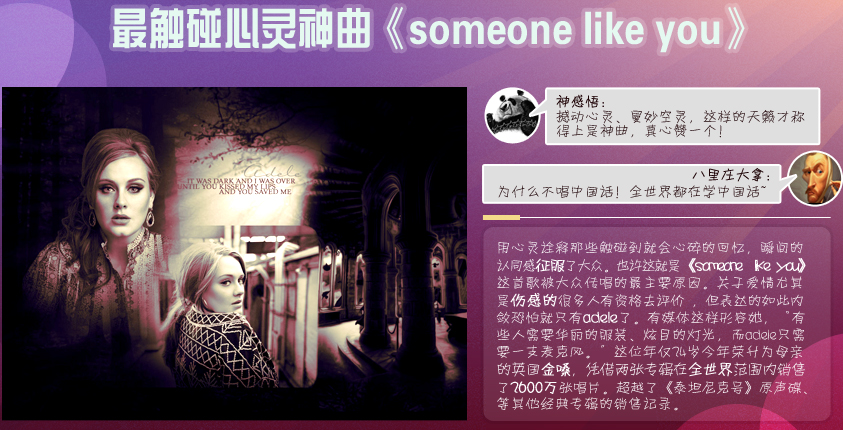 最触碰心灵神曲《someone like you》
Adele
IT WAS DARK AND I WAS OVER
UNTIL YOU KISSED MY LIPS
AND YOU SAVED ME
神感悟：
撼动心灵、更妙空灵，这样的天籁才称
得上是神曲，真心赞一个！
八里庄大拿：
为什么不唱中国话！全世界都在学中国话~
用心灵诠释那些触碰到就会心碎的回忆，瞬间的
认同感征服了大众。也许这就是《someone like you》
这首歌被大众传唱的最主要原因。关于爱情尤其
是伤感的很多人有资格去评价，但表达的如此内
敛恐怕就只有adele了。有媒体这样形容她，“有
些人需要华丽的服装、炫目的灯光，而adele只需
要一支麦克风。”这位年仅24岁今年荣升为母亲
的英国金嗓，凭借两张专辑在全世界范围内销售
了2600万张唱片。超越了《泰坦尼克号》原声碟、
等其他经典专辑的销售记录。